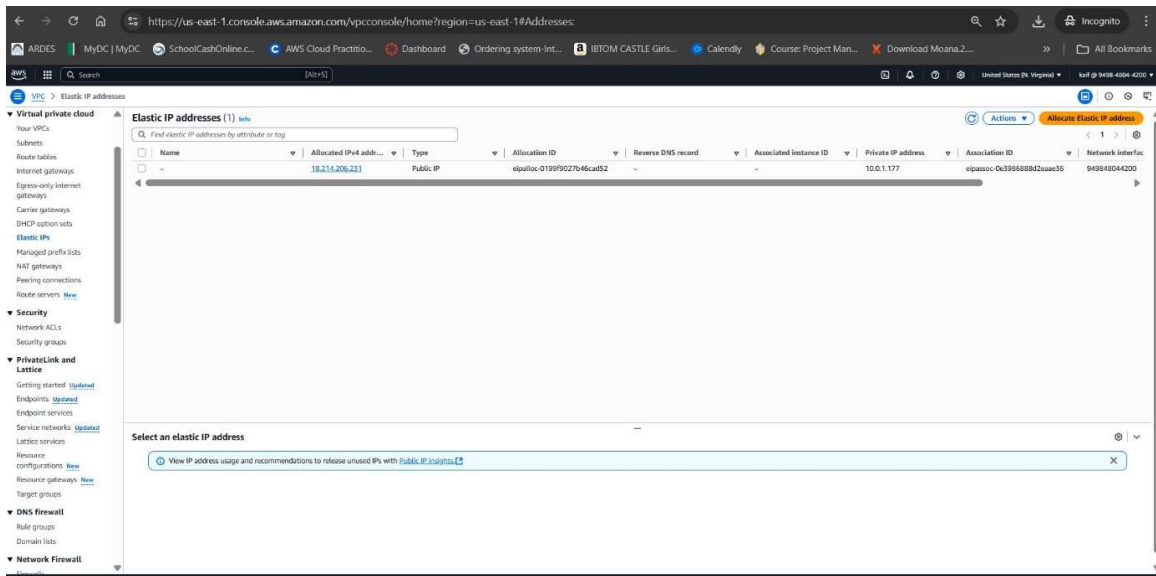 https://us-east-1.console.aws.amazon.com/vpcconsole/home?region=us-east-1#Addresses:
Incognito
ARDES
MyDC | MyDC
SchoolCashOnline.c...
AWS Cloud Practitio...
Dashboard
Ordering system-Int...
IBTOM CASTLE Girls...
Calendly
Course: Project Man...
Download Moana.2....
»
All Bookmarks
aws
Search
[Alt+S]
United States (N. Virginia)
kaif @ 9498-4804-4200
VPC > Elastic IP addresses
Virtual private cloud
Your VPCs
Subnets
Route tables
Internet gateways
Egress-only internet
gateways
Carrier gateways
DHCP option sets
Elastic IPs
Managed prefix lists
NAT gateways
Peering connections
Route servers New
Security
Network ACLs
Security groups
PrivateLink and
Lattice
Getting started Updated
Endpoints Updated
Endpoint services
Service networks Updated
Lattice services
Resource
configurations New
Resource gateways New
Target groups
DNS firewall
Rule groups
Domain lists
Network Firewall
Elastic IP addresses (1) Info
Actions
Allocate Elastic IP address
Find elastic IP addresses by attribute or tag
< 1 >
Name Allocated IPv4 addr... Type Allocation ID Reverse DNS record Associated instance ID Private IP address Association ID Network interfac
– 18.214.206.231 Public IP eipalloc-0199f9027b46cad52 – – 10.0.1.177 eipassoc-0e3986888d2eaae36 949848044200
Select an elastic IP address
View IP address usage and recommendations to release unused IPs with Public IP insights.